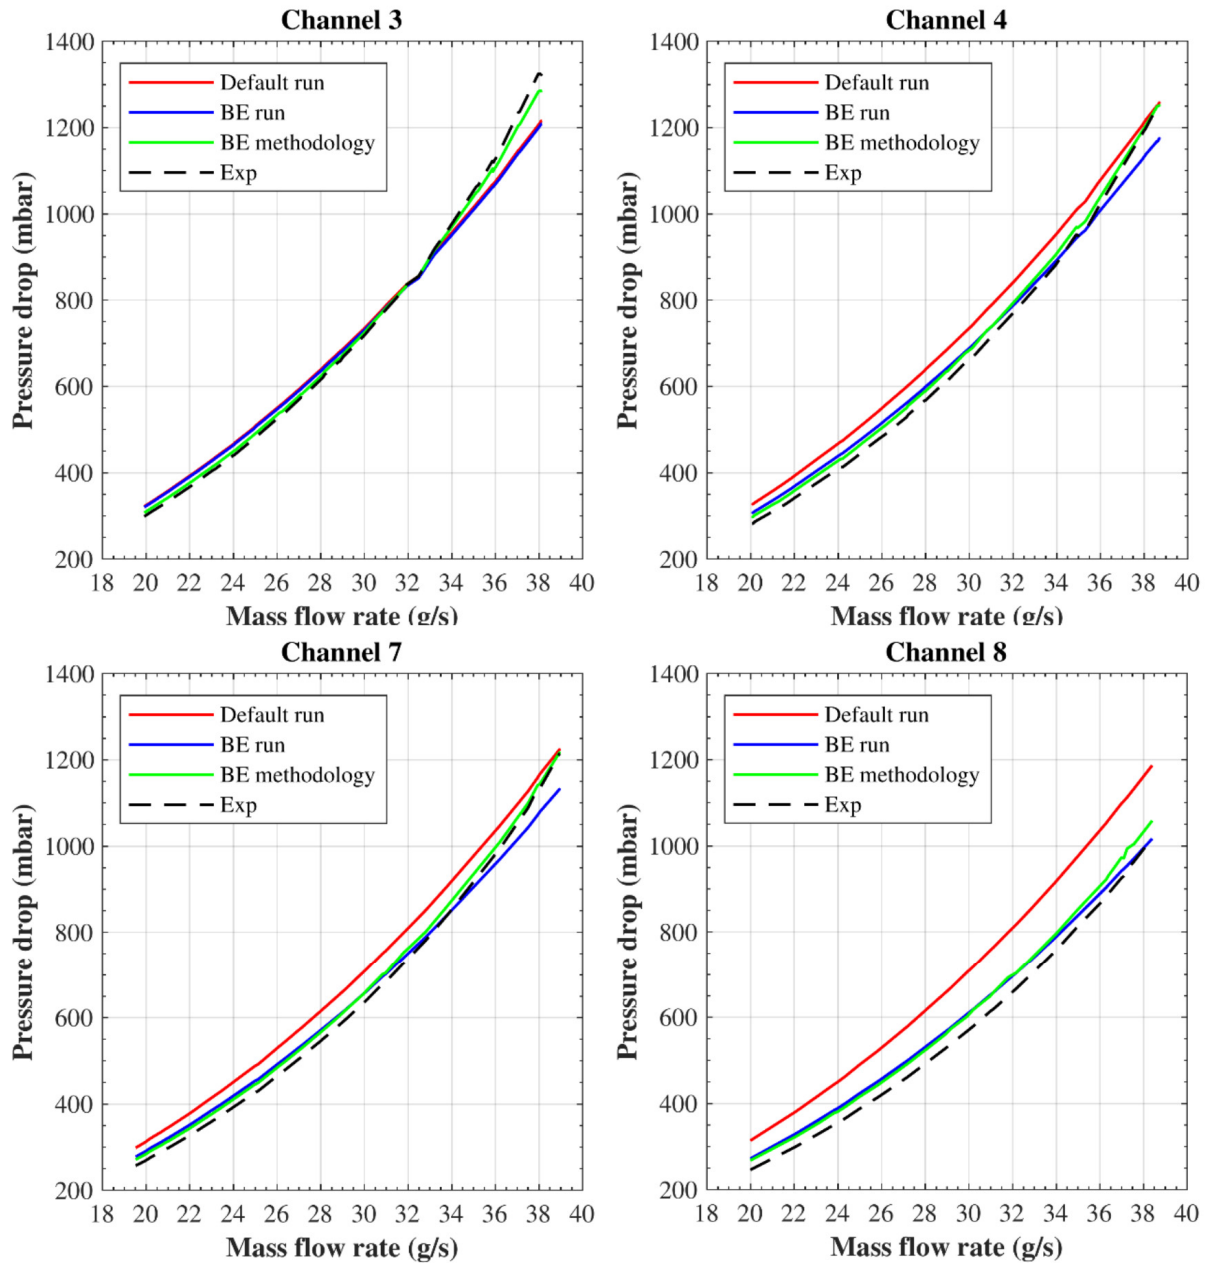 Channel 3
1400
1200
1000
800
600
400
200
Pressure drop (mbar)
Default run
BE run
BE methodology
Exp
18 20 22 24 26 28 30 32 34 36 38 40
Mass flow rate (g/s)
Channel 4
1400
1200
1000
800
600
400
200
Pressure drop (mbar)
Default run
BE run
BE methodology
Exp
18 20 22 24 26 28 30 32 34 36 38 40
Mass flow rate (g/s)
Channel 7
1400
1200
1000
800
600
400
200
Pressure drop (mbar)
Default run
BE run
BE methodology
Exp
18 20 22 24 26 28 30 32 34 36 38 40
Mass flow rate (g/s)
Channel 8
1400
1200
1000
800
600
400
200
Pressure drop (mbar)
Default run
BE run
BE methodology
Exp
18 20 22 24 26 28 30 32 34 36 38 40
Mass flow rate (g/s)